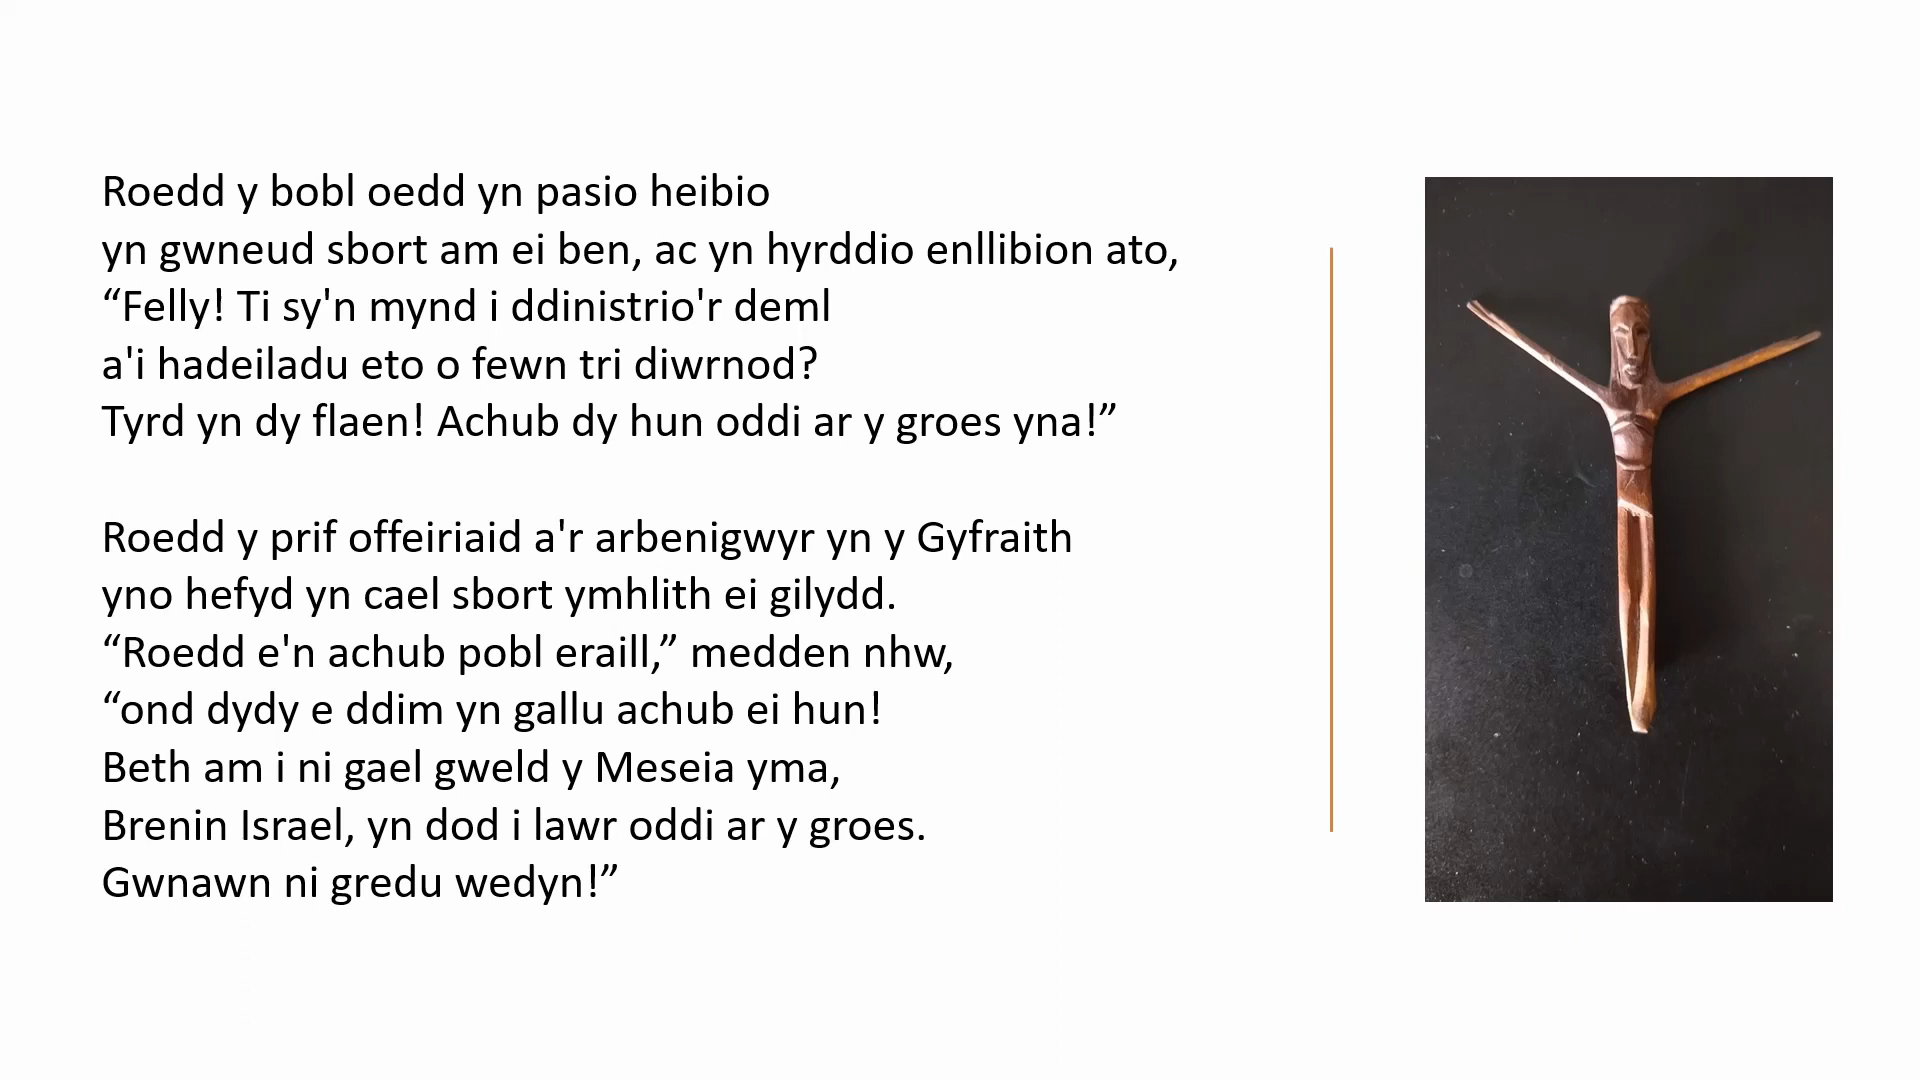 Roedd y bobl oedd yn pasio heibio
yn gwneud sbort am ei ben, ac yn hyrddio enllibion ato,
“Felly! Ti sy'n mynd i ddinistrio'r deml
a'i hadeiladu eto o fewn tri diwrnod?
Tyrd yn dy flaen! Achub dy hun oddi ar y groes yna!”
Roedd y prif offeiriaid a'r arbenigwyr yn y Gyfraith
yno hefyd yn cael sbort ymhlith ei gilydd.
“Roedd e'n achub pobl eraill,” medden nhw,
“ond dydy e ddim yn gallu achub ei hun!
Beth am i ni gael gweld y Meseia yma,
Brenin Israel, yn dod i lawr oddi ar y groes.
Gwnawn ni gredu wedyn!”